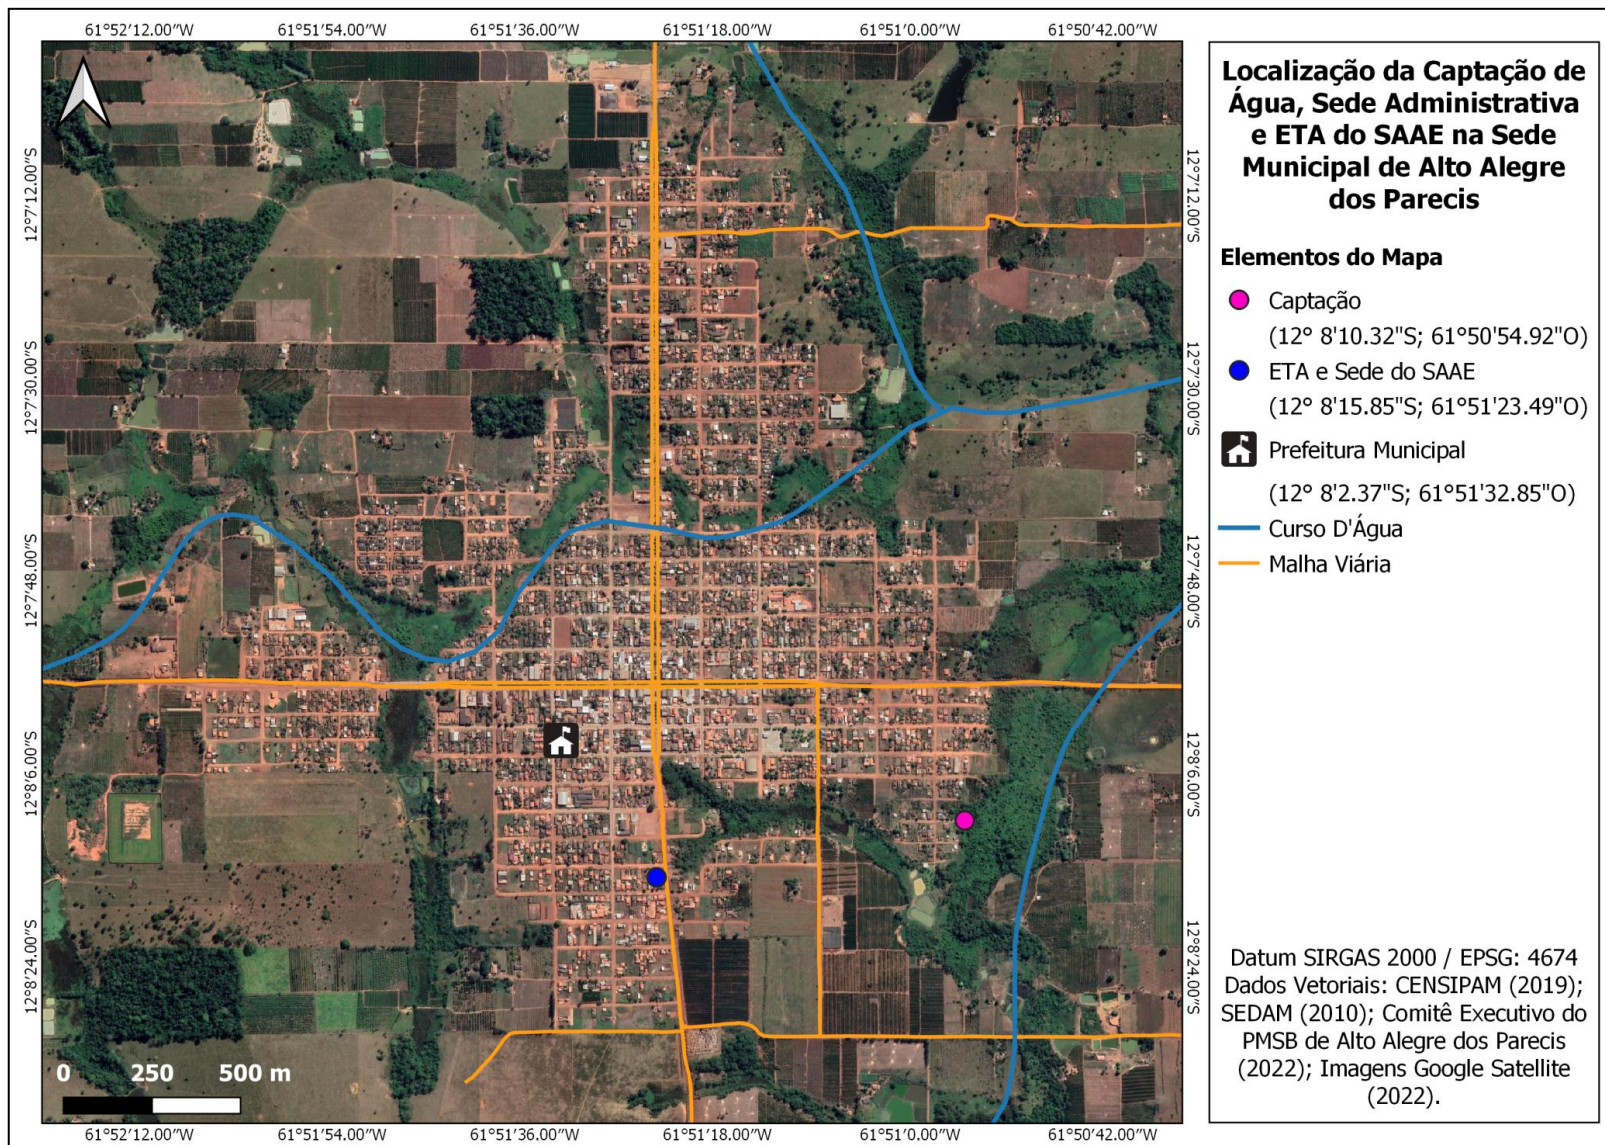 61°52'12.00"W 61°51'54.00"W 61°51'36.00"W 61°51'18.00"W 61°51'0.00"W 61°50'42.00"W
12°7'12.00"S
12°7'30.00"S
12°7'48.00"S
12°8'6.00"S
12°8'24.00"S
12°7'12.00"S
12°7'30.00"S
12°7'48.00"S
12°8'6.00"S
12°8'24.00"S
0 250 500 m
61°52'12.00"W 61°51'54.00"W 61°51'36.00"W 61°51'18.00"W 61°51'0.00"W 61°50'42.00"W
Localização da Captação de
Água, Sede Administrativa
e ETA do SAAE na Sede
Municipal de Alto Alegre
dos Parecis
Elementos do Mapa
Captação
(12° 8'10.32"S; 61°50'54.92"O)
ETA e Sede do SAAE
(12° 8'15.85"S; 61°51'23.49"O)
Prefeitura Municipal
(12° 8'2.37"S; 61°51'32.85"O)
Curso D'Água
Malha Viária
Datum SIRGAS 2000 / EPSG: 4674
Dados Vetoriais: CENSIPAM (2019);
SEDAM (2010); Comitê Executivo do
PMSB de Alto Alegre dos Parecis
(2022); Imagens Google Satellite
(2022).